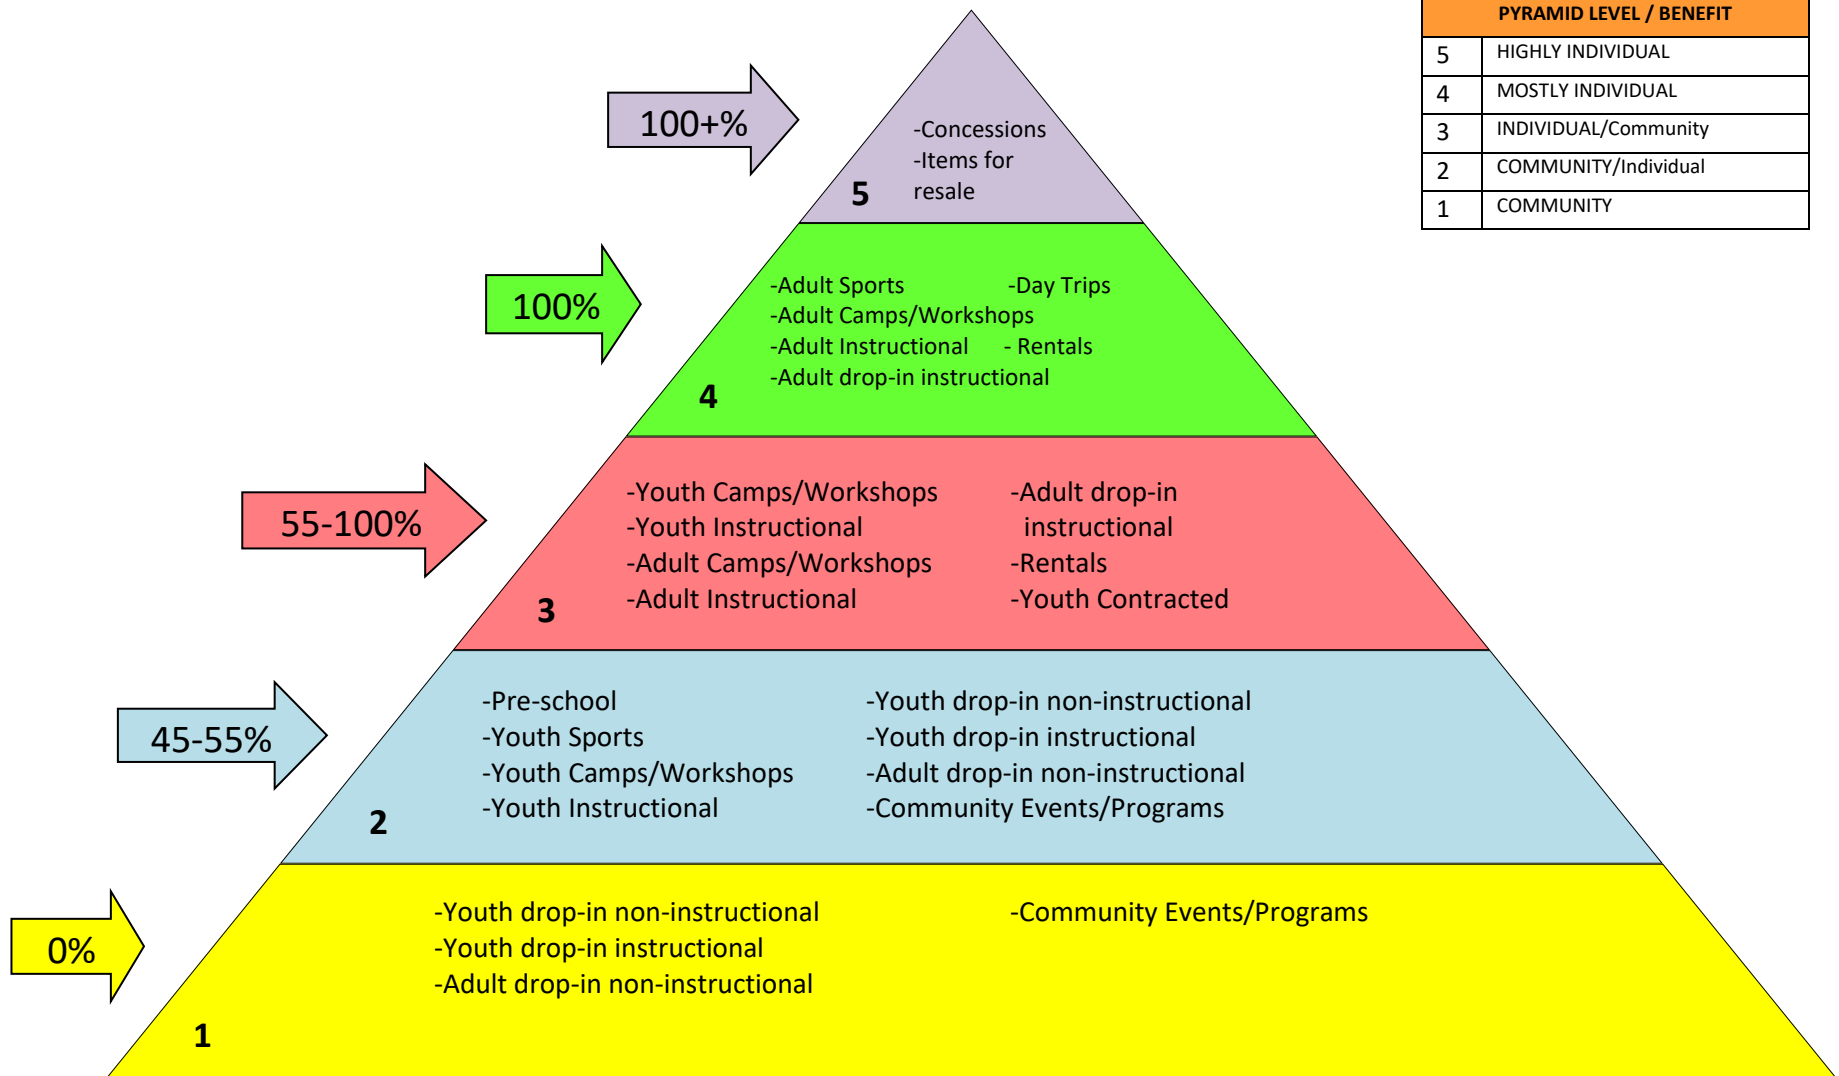 PYRAMID LEVEL / BENEFIT
5 HIGHLY INDIVIDUAL
4 MOSTLY INDIVIDUAL
3 INDIVIDUAL/Community
2 COMMUNITY/Individual
1 COMMUNITY
100+%
-Concessions
-Items for
resale
5
100%
-Adult Sports -Day Trips
-Adult Camps/Workshops
-Adult Instructional - Rentals
-Adult drop-in instructional
4
55-100%
-Youth Camps/Workshops
-Youth Instructional
-Adult Camps/Workshops
-Adult Instructional
-Adult drop-in
instructional
-Rentals
-Youth Contracted
3
45-55%
-Pre-school
-Youth Sports
-Youth Camps/Workshops
-Youth Instructional
-Youth drop-in non-instructional
-Youth drop-in instructional
-Adult drop-in non-instructional
-Community Events/Programs
2
0%
-Youth drop-in non-instructional
-Youth drop-in instructional
-Adult drop-in non-instructional
-Community Events/Programs
1